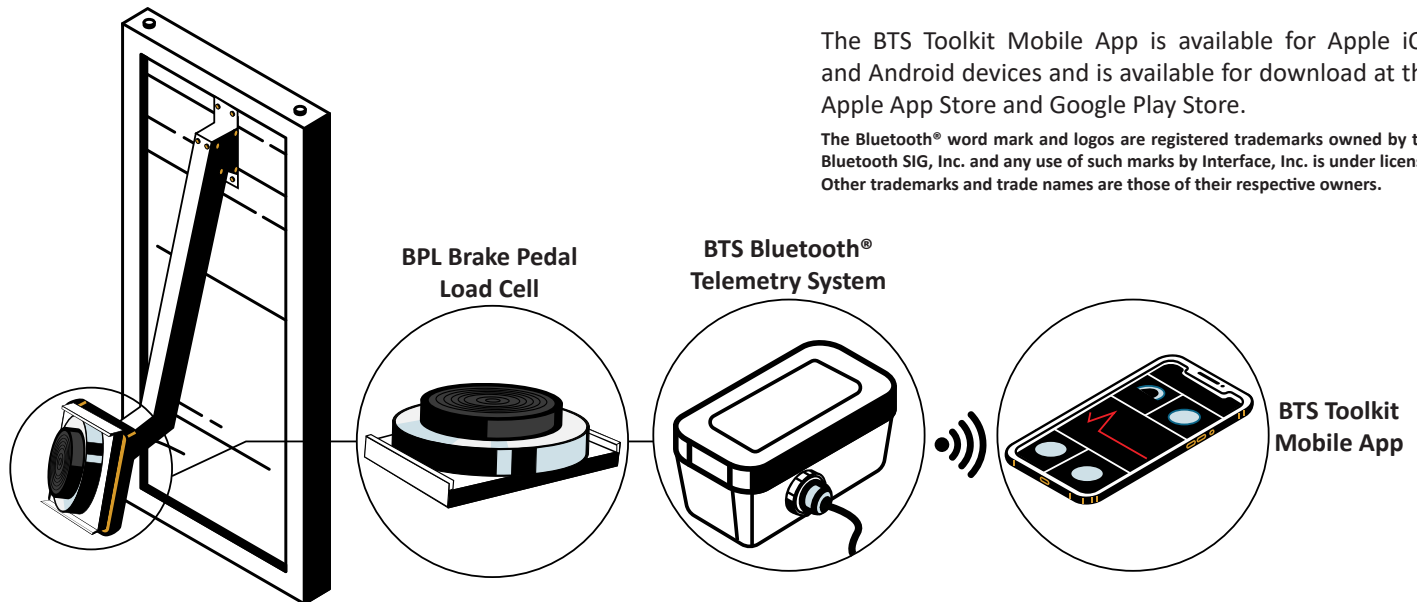 The BTS Toolkit Mobile App is available for Apple
and Android devices and is available for download at
Apple App Store and Google Play Store.
The Bluetooth® word mark and logos are registered trademarks owned by
Bluetooth SIG, Inc. and any use of such marks by Interface, Inc. is under
Other trademarks and trade names are those of their respective owners.
BPL Brake Pedal
Load Cell
BTS Bluetooth®
Telemetry System
BTS Toolkit
Mobile App